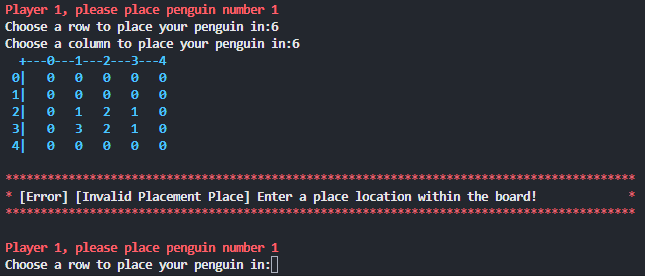 Player 1, please place penguin number 1
Choose a row to place your penguin in:6
Choose a column to place your penguin in:6
  +---0---1---2---3---4
 0|   0   0   0   0   0
 1|   0   0   0   0   0
 2|   0   1   2   1   0
 3|   0   3   2   1   0
 4|   0   0   0   0   0
******************************************************************************************
* [Error] [Invalid Placement Place] Enter a place location within the board!             *
******************************************************************************************
Player 1, please place penguin number 1
Choose a row to place your penguin in: